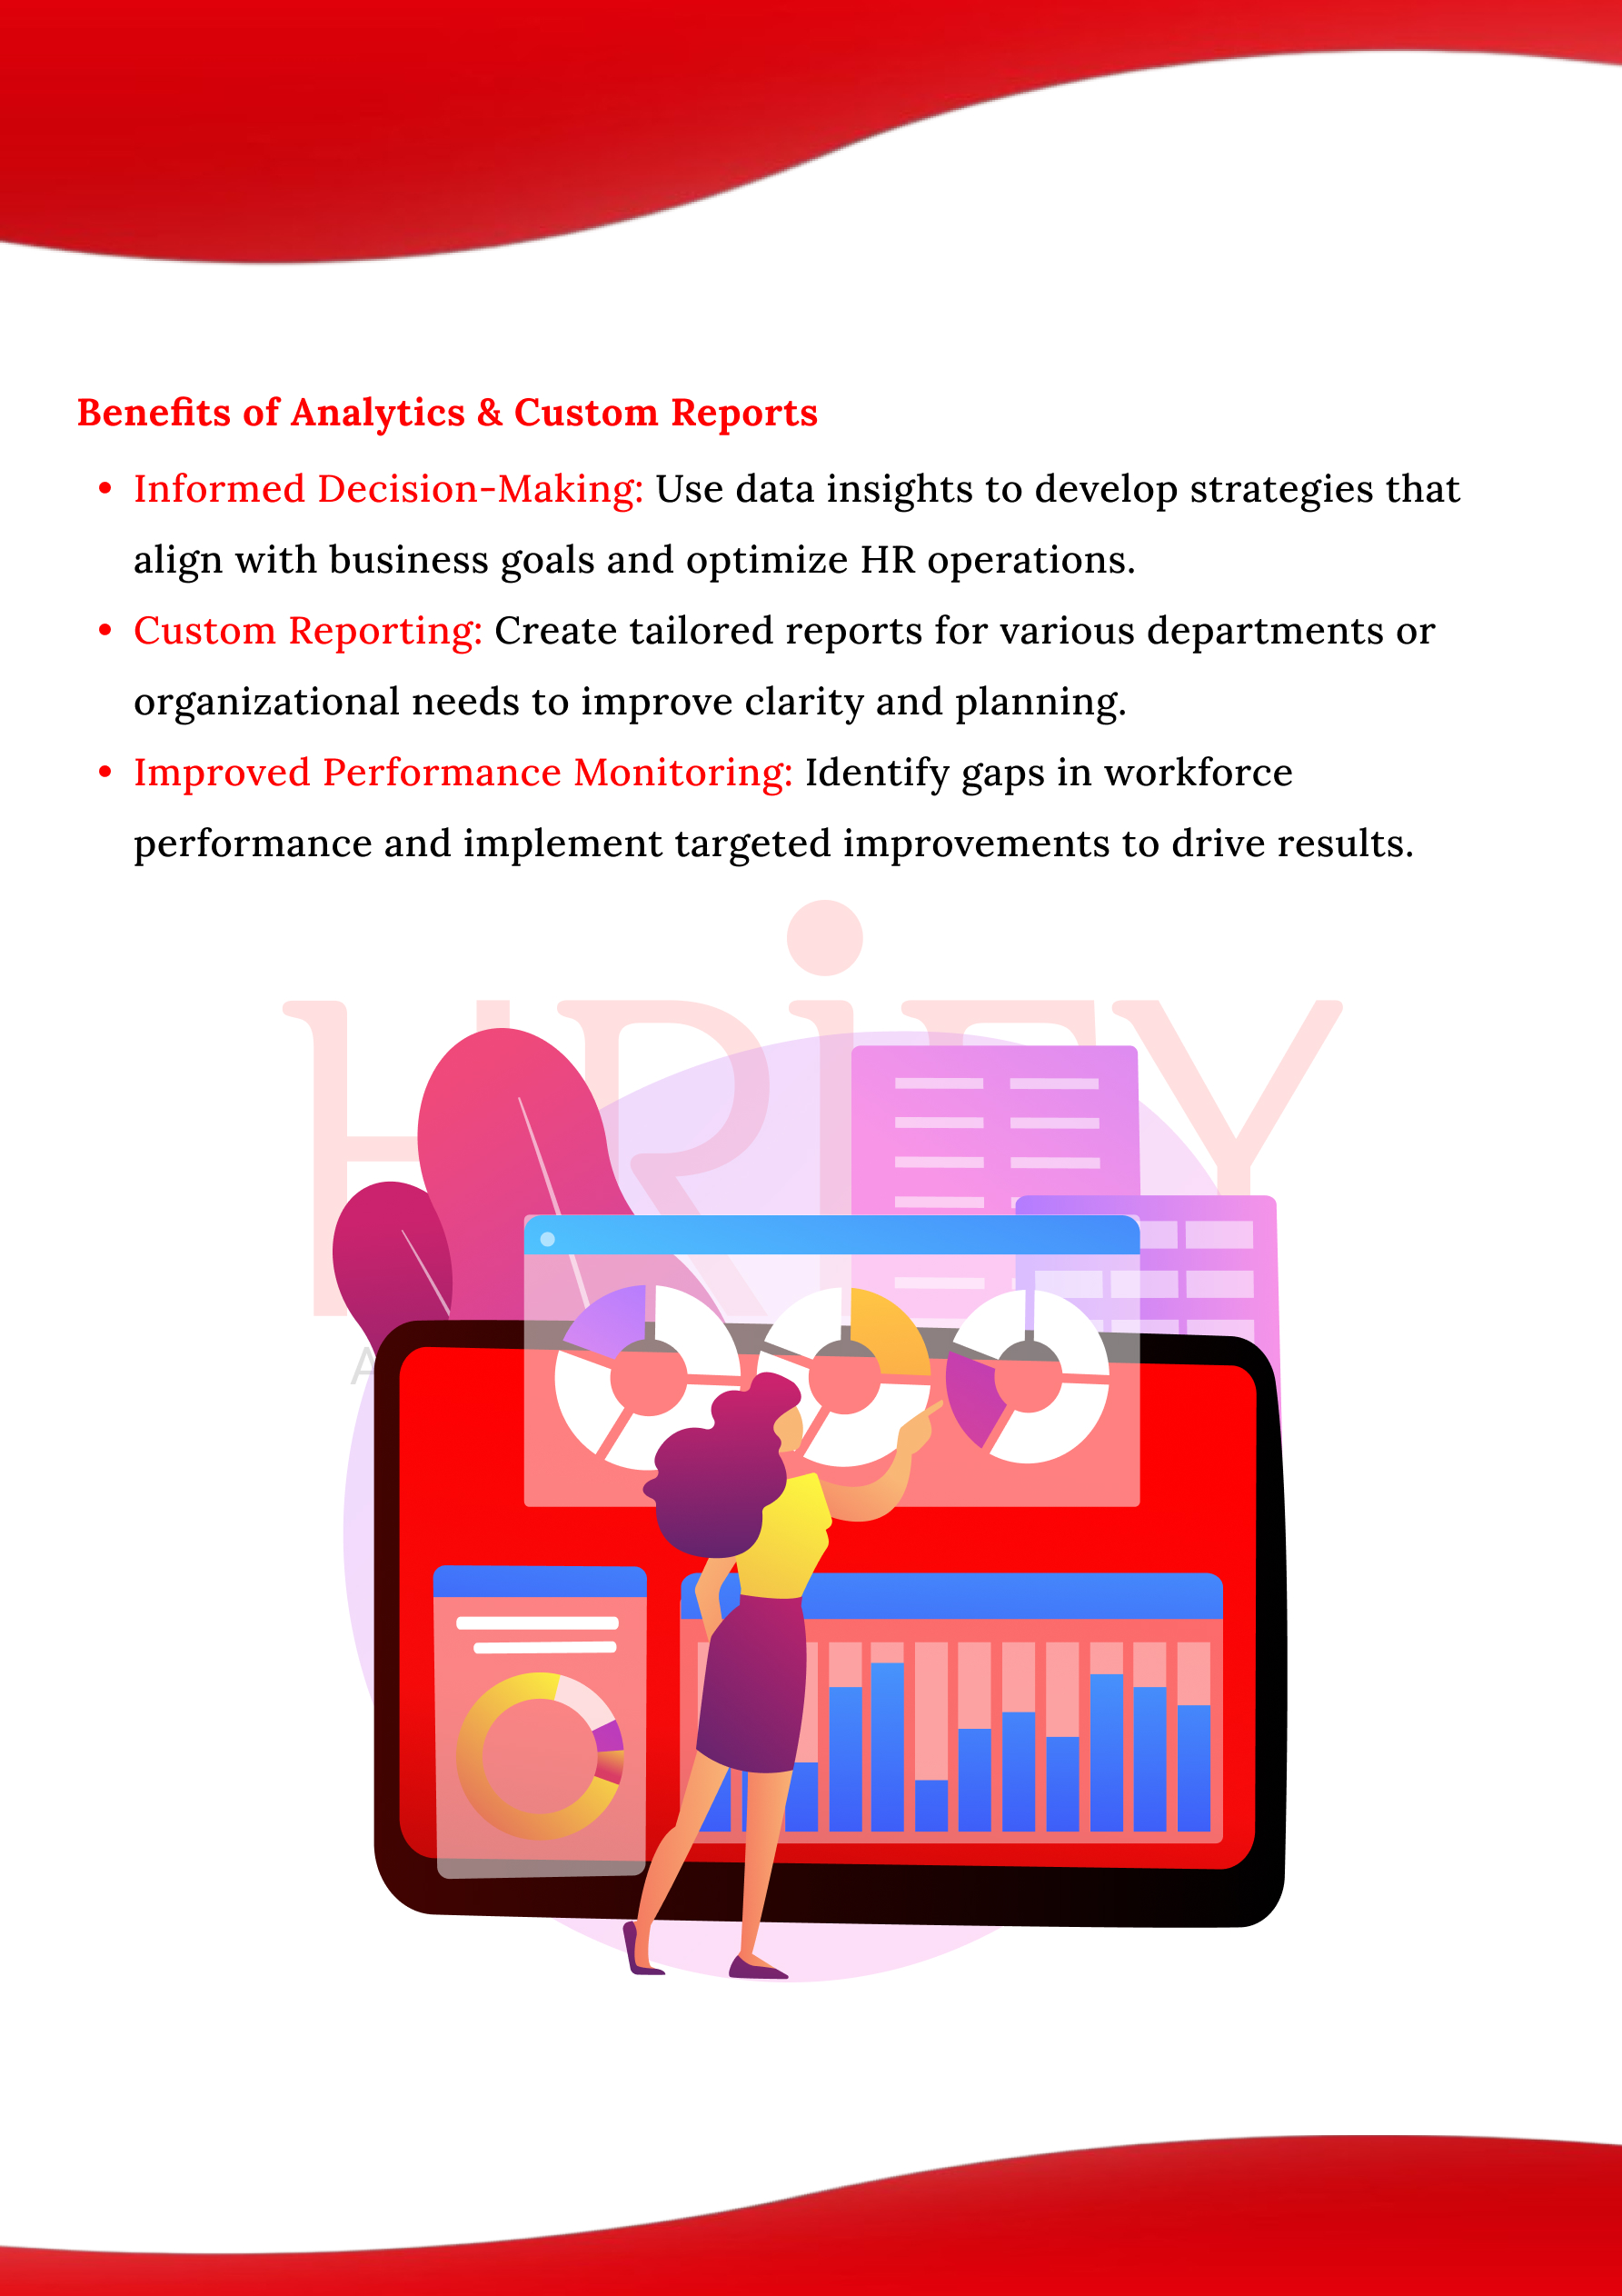 Benefits of Analytics & Custom Reports
• Informed Decision-Making: Use data insights to develop strategies that
align with business goals and optimize HR operations.
• Custom Reporting: Create tailored reports for various departments or
organizational needs to improve clarity and planning.
• Improved Performance Monitoring: Identify gaps in workforce
performance and implement targeted improvements to drive results.
HRiFY